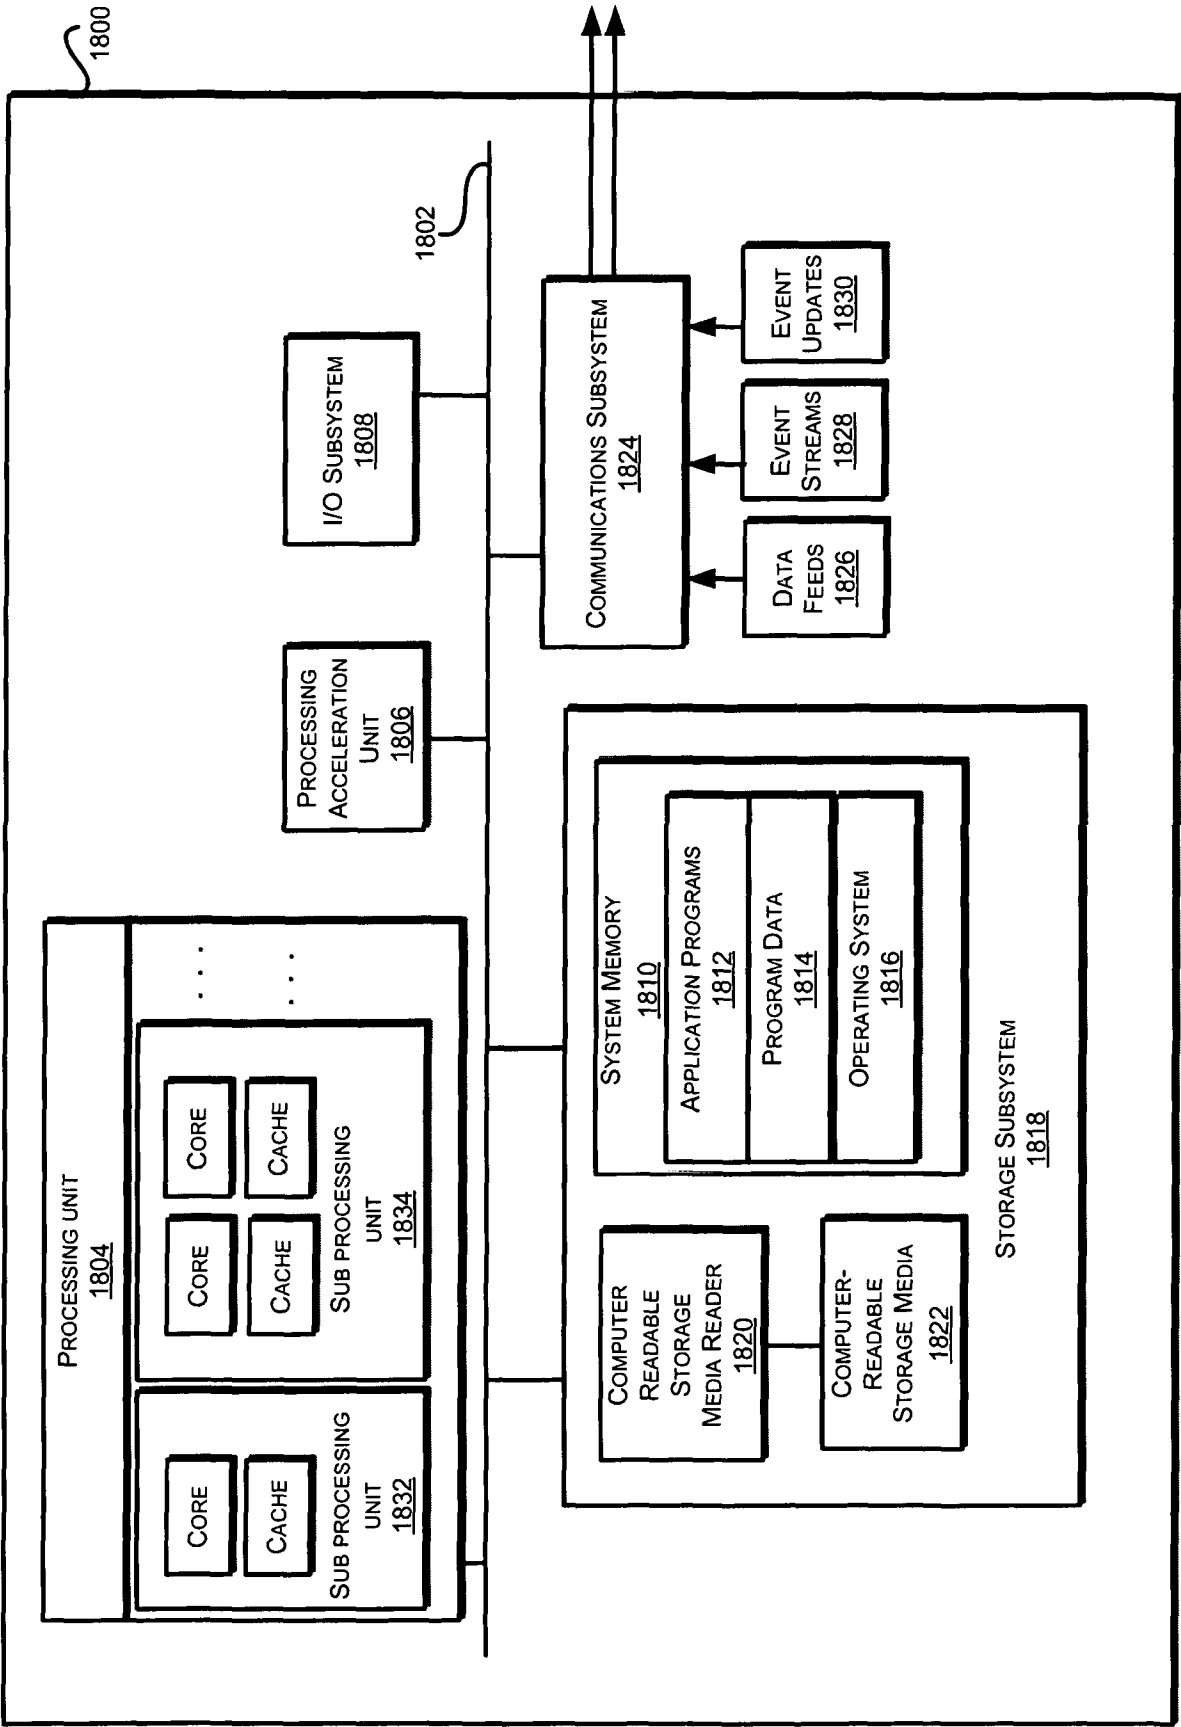 1800
PROCESSING UNIT
1804
CORE
CACHE
SUB PROCESSING
UNIT
1832
CORE
CORE
CACHE
CACHE
SUB PROCESSING
UNIT
1834
. . .
. . .
PROCESSING
ACCELERATION
UNIT
1806
I/O SUBSYSTEM
1808
1802
COMPUTER
READABLE
STORAGE
MEDIA READER
1820
COMPUTER-
READABLE
STORAGE MEDIA
1822
SYSTEM MEMORY
1810
APPLICATION PROGRAMS
1812
PROGRAM DATA
1814
OPERATING SYSTEM
1816
STORAGE SUBSYSTEM
1818
COMMUNICATIONS SUBSYSTEM
1824
DATA
FEEDS
1826
EVENT
STREAMS
1828
EVENT
UPDATES
1830